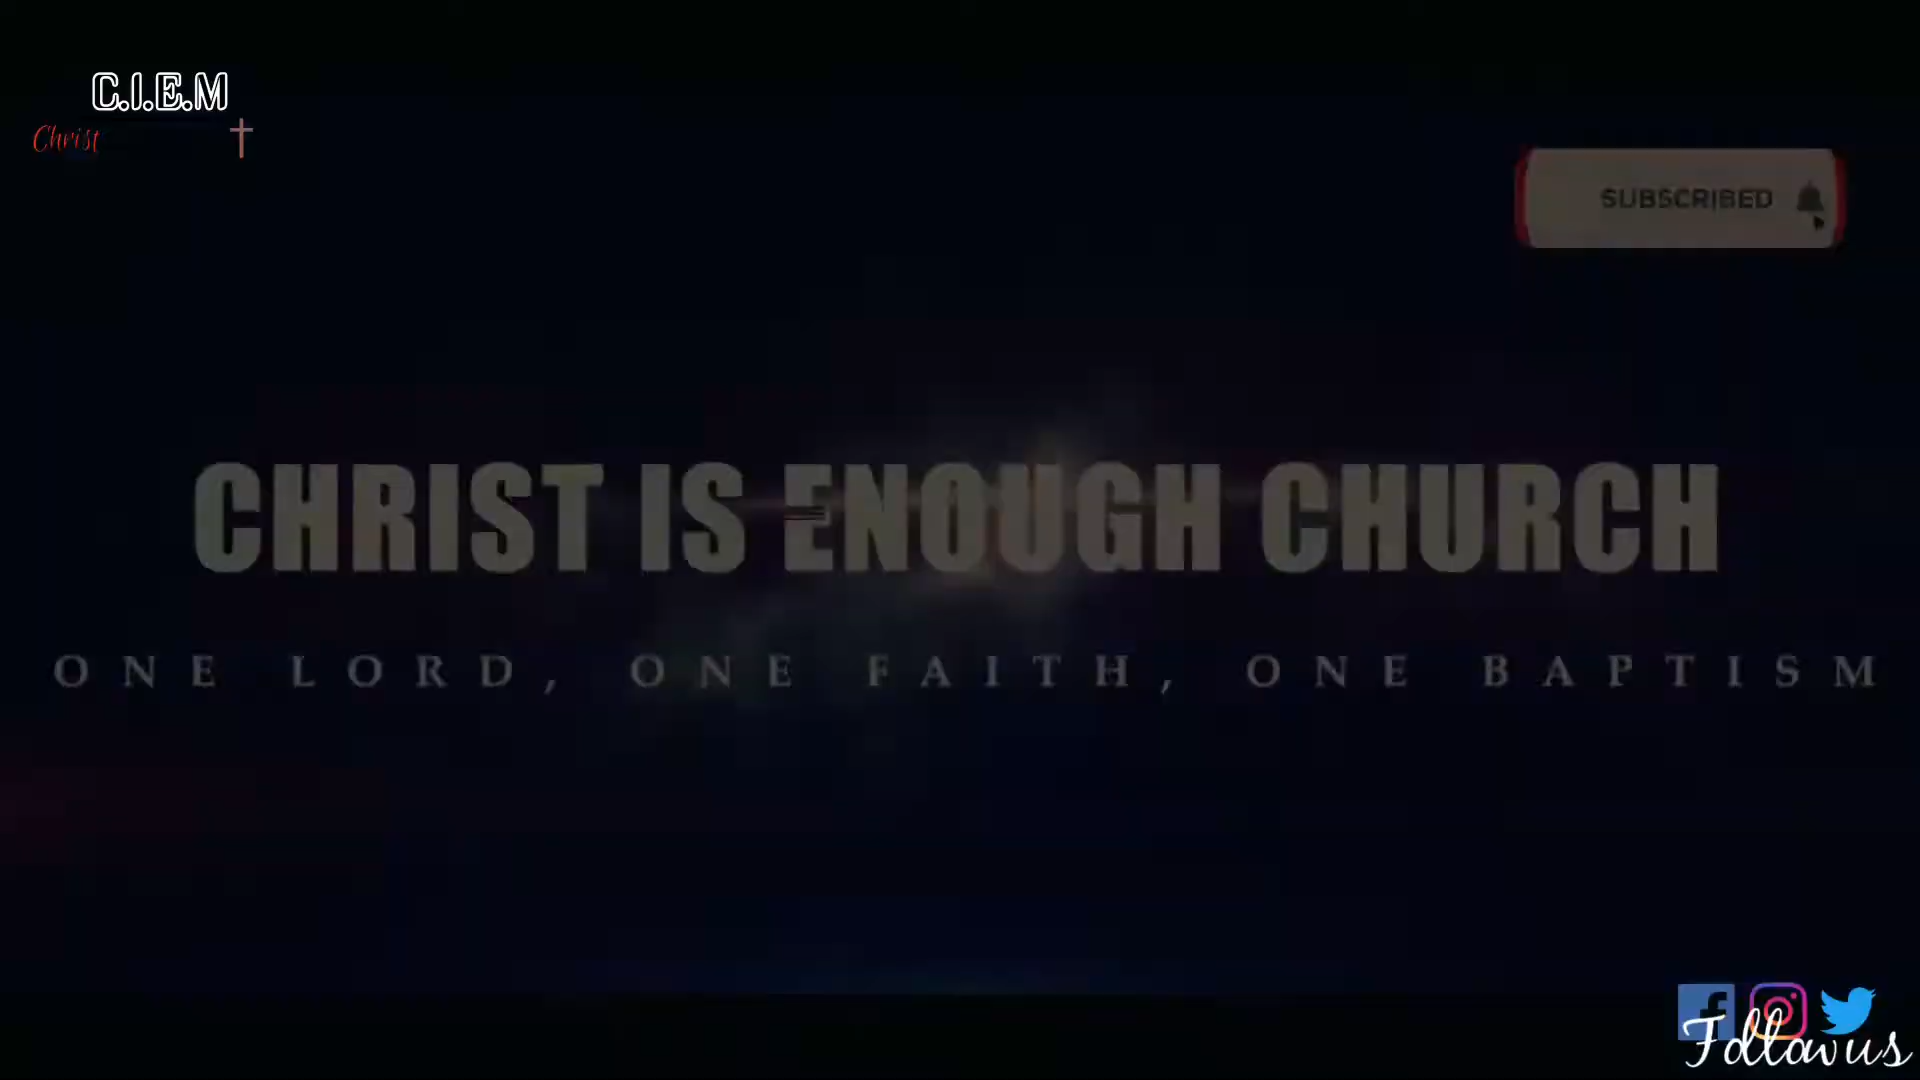 C.I.E.M
Christ
SUBSCRIBED
CHRIST IS ENOUGH CHURCH
ONE LORD, ONE FAITH, ONE BAPTISM
Follow us